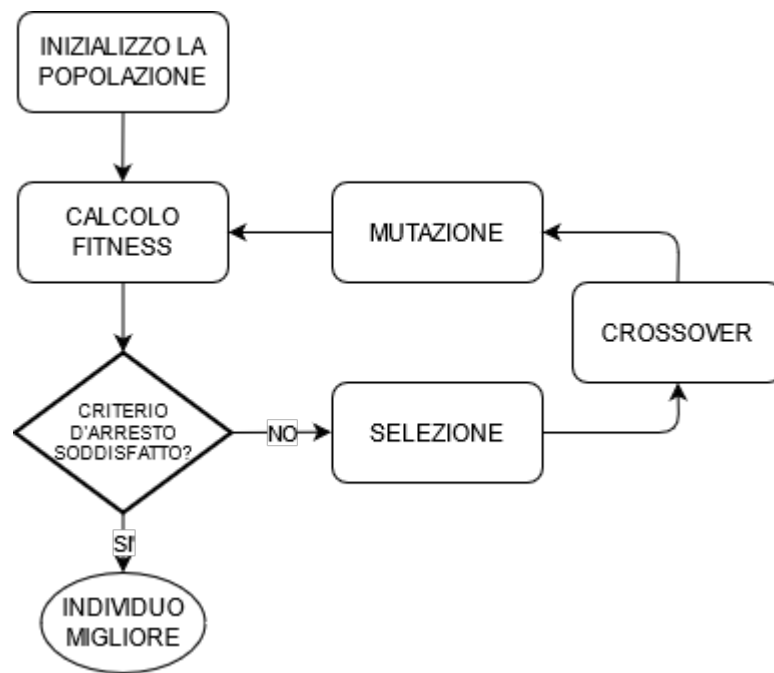 INIZIALIZZO LA
POPOLAZIONE
CALCOLO
FITNESS
MUTAZIONE
CROSSOVER
CRITERIO
D'ARRESTO
SODDISFATTO?
NO
SELEZIONE
SI'
INDIVIDUO
MIGLIORE